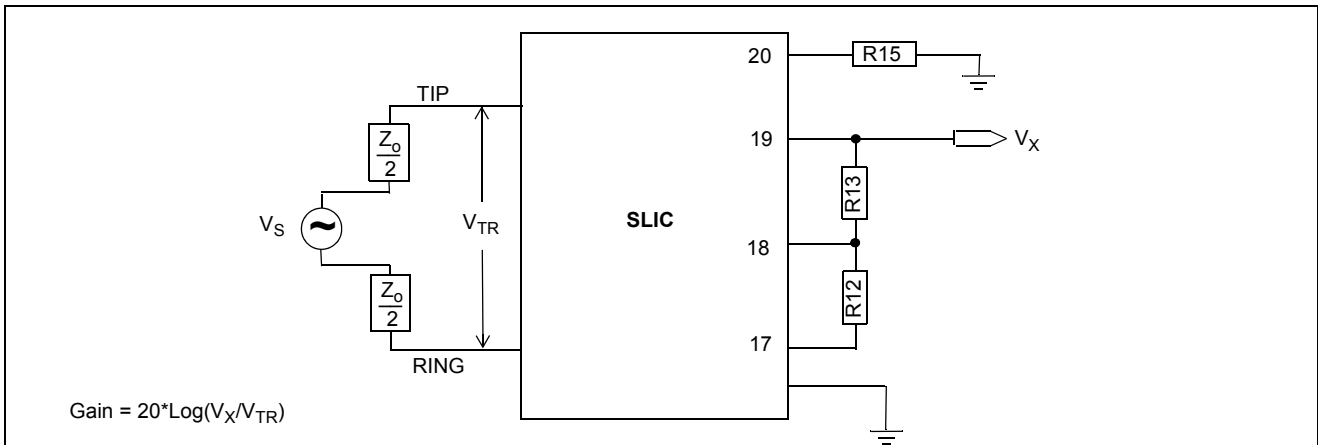 20
R15
TIP
Z_o
2
19
V_X
R13
V_S
V_TR
SLIC
18
R12
Z_o
2
17
RING
Gain = 20*Log(V_X/V_TR)